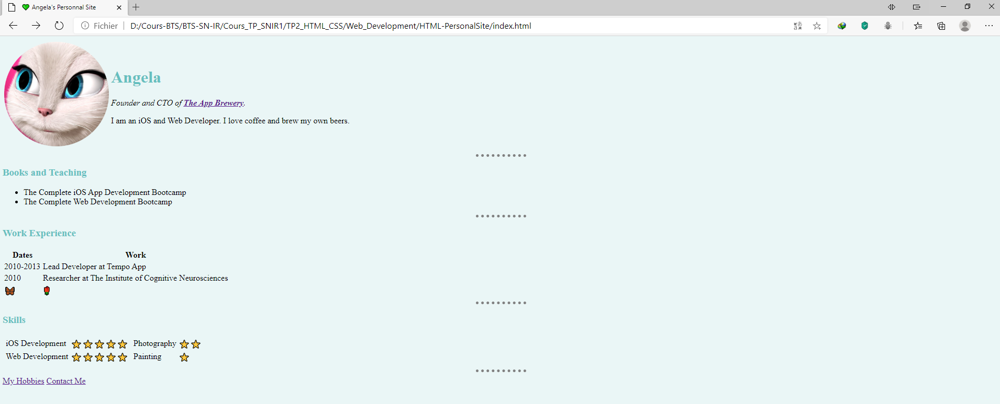 💚 Angela's Personnal Site
Fichier | D:/Cours-BTS/BTS-SN-IR/Cours_TP_SNIR1/TP2_HTML_CSS/Web_Development/HTML-PersonalSite/index.html
Angela
Founder and CTO of The App Brewery.
I am an iOS and Web Developer. I love coffee and brew my own beers.
Books and Teaching
• The Complete iOS App Development Bootcamp
• The Complete Web Development Bootcamp
Work Experience
Dates Work
2010-2013 Lead Developer at Tempo App
2010 Researcher at The Institute of Cognitive Neurosciences
🦋 🌹
Skills
iOS Development ⭐⭐⭐⭐⭐ Photography ⭐⭐
Web Development ⭐⭐⭐⭐⭐ Painting ⭐
My Hobbies Contact Me